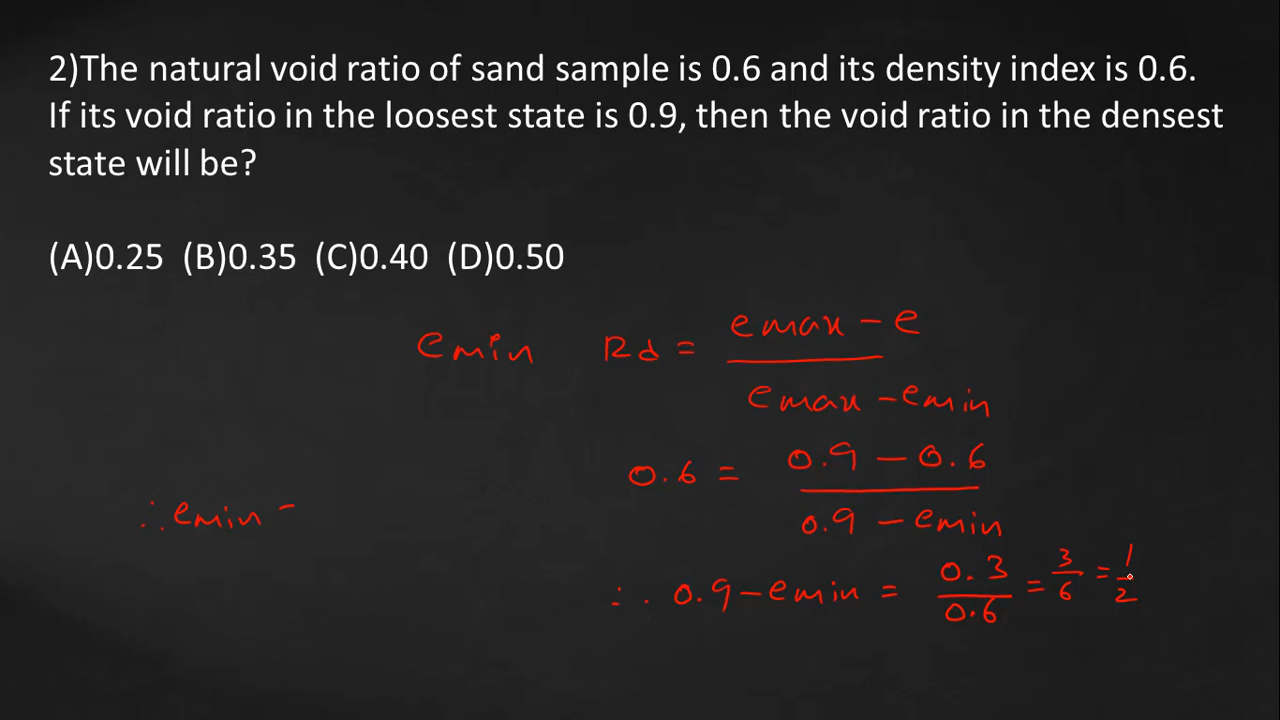 2)The natural void ratio of sand sample is 0.6 and its density index is 0.6.
If its void ratio in the loosest state is 0.9, then the void ratio in the densest
state will be?
(A)0.25 (B)0.35 (C)0.40 (D)0.50
emin Rd = emax - e / emax - emin
0.6 = 0.9 - 0.6 / 0.9 - emin
∴ emin -
∴ 0.9 - emin = 0.3/0.6 = 3/6 = 1/2